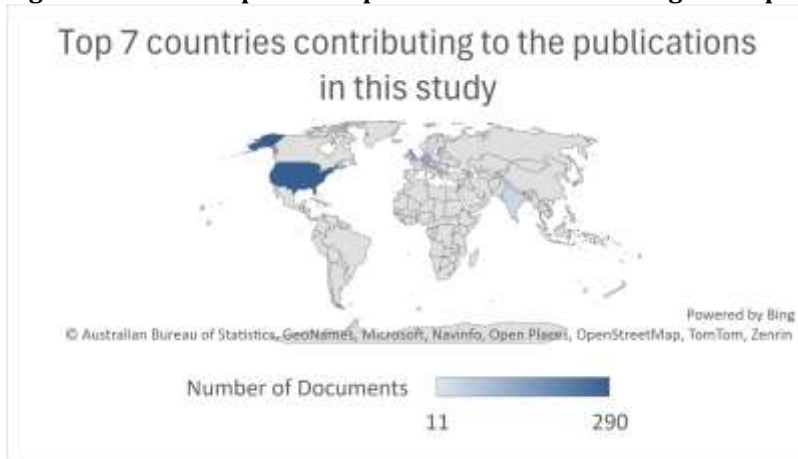 Top 7 countries contributing to the publications
in this study
Powered by Bing
© Australian Bureau of Statistics, GeoNames, Microsoft, Navinfo, Open Places, OpenStreetMap, TomTom, Zenrin
Number of Documents
11
290